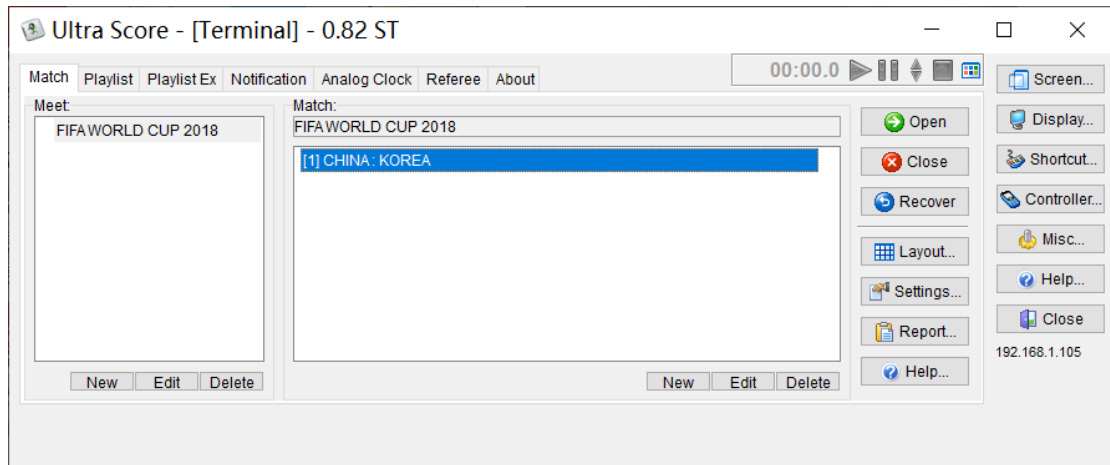 Ultra Score - [Terminal] - 0.82 ST
Match Playlist Playlist Ex Notification Analog Clock Referee About
00:00.0
Meet:
FIFA WORLD CUP 2018
New Edit Delete
Match:
FIFA WORLD CUP 2018
[1] CHINA : KOREA
New Edit Delete
Open
Close
Recover
Layout...
Settings...
Report...
Help...
Screen...
Display...
Shortcut...
Controller...
Misc...
Help...
Close
192.168.1.105